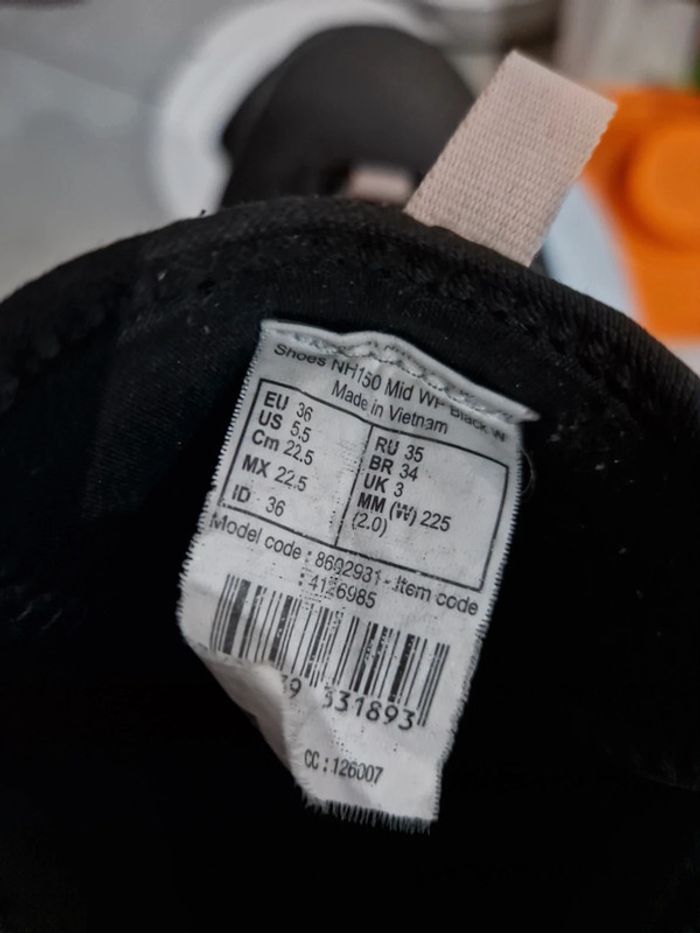 Shoes NH150 Mid WP Black W
Made in Vietnam
EU 36
US 5.5
Cm 22.5
MX 22.5
ID 36
RU 35
BR 34
UK 3
MM (W) 225
(2.0)
Model code : 8602931 - Item code
: 4126985
331893
CC : 126007